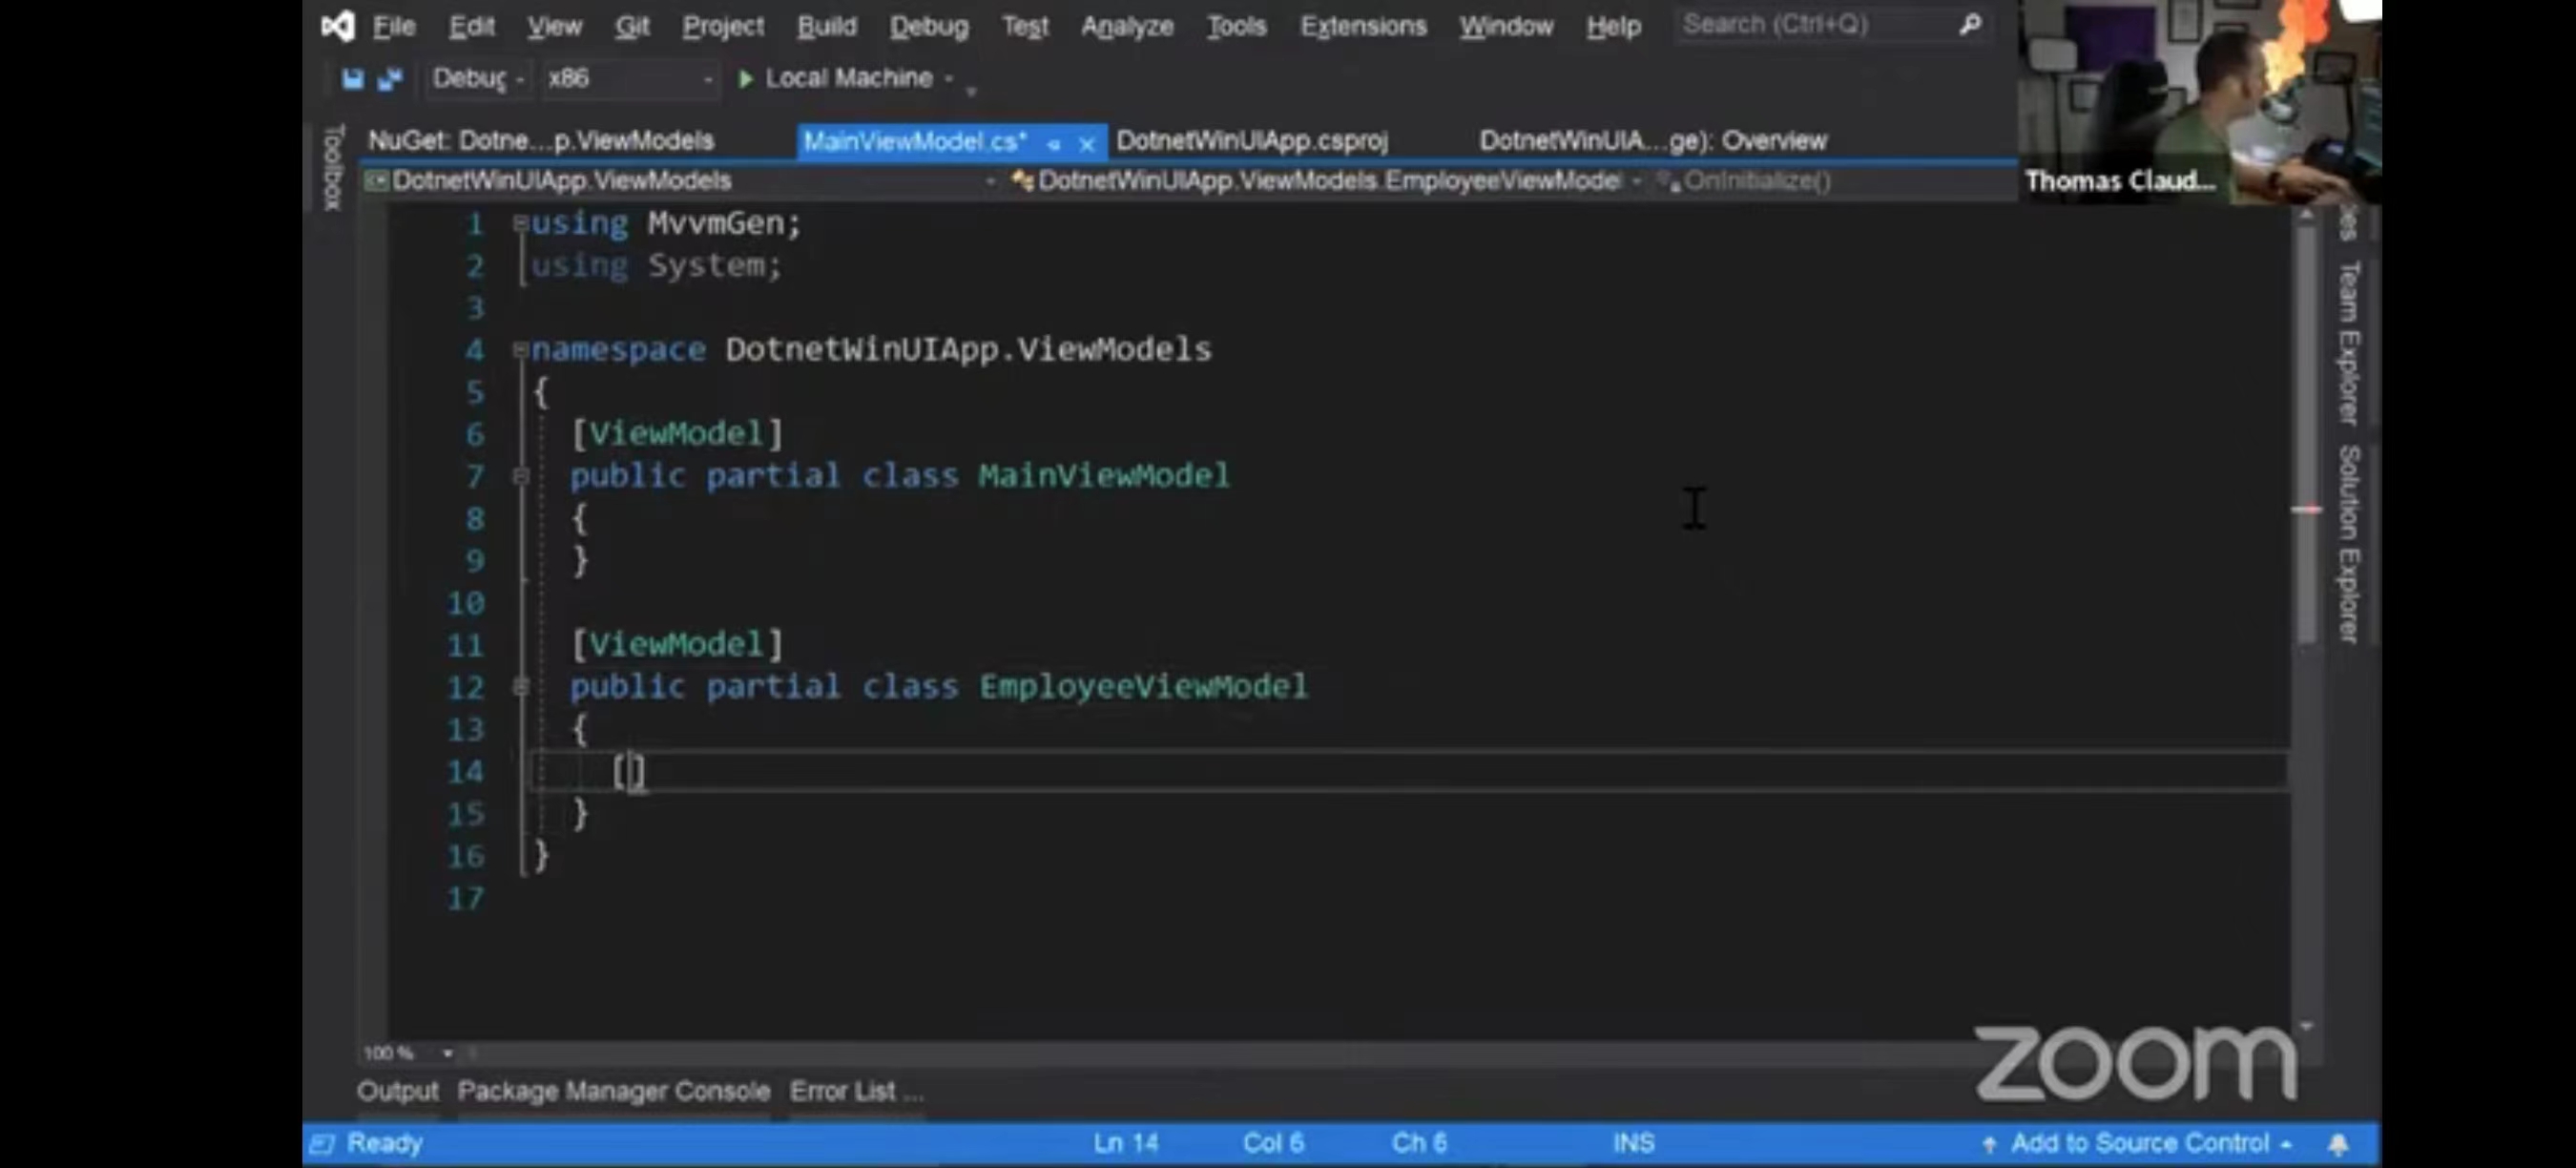 File Edit View Git Project Build Debug Test Analyze Tools Extensions Window Help Search (Ctrl+Q)
Debug x86 Local Machine
Toolbox
NuGet: Dotne...p.ViewModels MainViewModel.cs* DotnetWinUIApp.csproj DotnetWinUIA...ge): Overview
DotnetWinUIApp.ViewModels DotnetWinUIApp.ViewModels.EmployeeViewModel OnInitialize()
Thomas Claud...
1 using MvvmGen;
2 using System;
3
4 namespace DotnetWinUIApp.ViewModels
5 {
6 [ViewModel]
7 public partial class MainViewModel
8 {
9 }
10
11 [ViewModel]
12 public partial class EmployeeViewModel
13 {
14 []
15 }
16 }
17
Team Explorer
Solution Explorer
100 %
zoom
Output Package Manager Console Error List ...
Ready Ln 14 Col 6 Ch 6 INS Add to Source Control